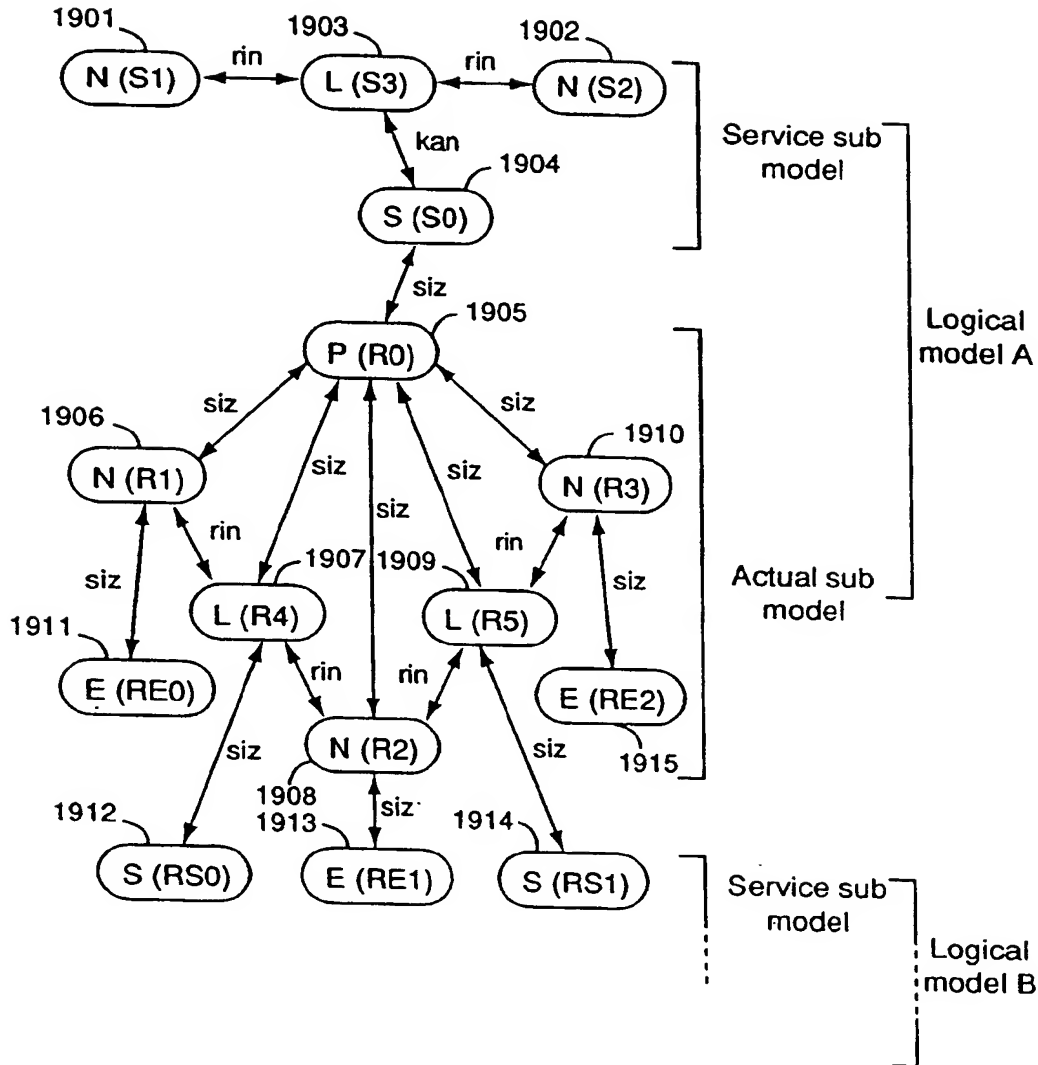 1901
1903
1902
N (S1)
rin
L (S3)
rin
N (S2)
kan
1904
S (S0)
Service sub
model
siz
1905
P (R0)
Logical
model A
siz
siz
1906
1910
N (R1)
siz
siz
siz
N (R3)
rin
rin
1907
1909
siz
siz
L (R4)
L (R5)
Actual sub
model
1911
E (RE0)
rin
rin
E (RE2)
siz
N (R2)
siz
1915
1908
siz
1912
1913
1914
S (RS0)
E (RE1)
S (RS1)
Service sub
model
Logical
model B